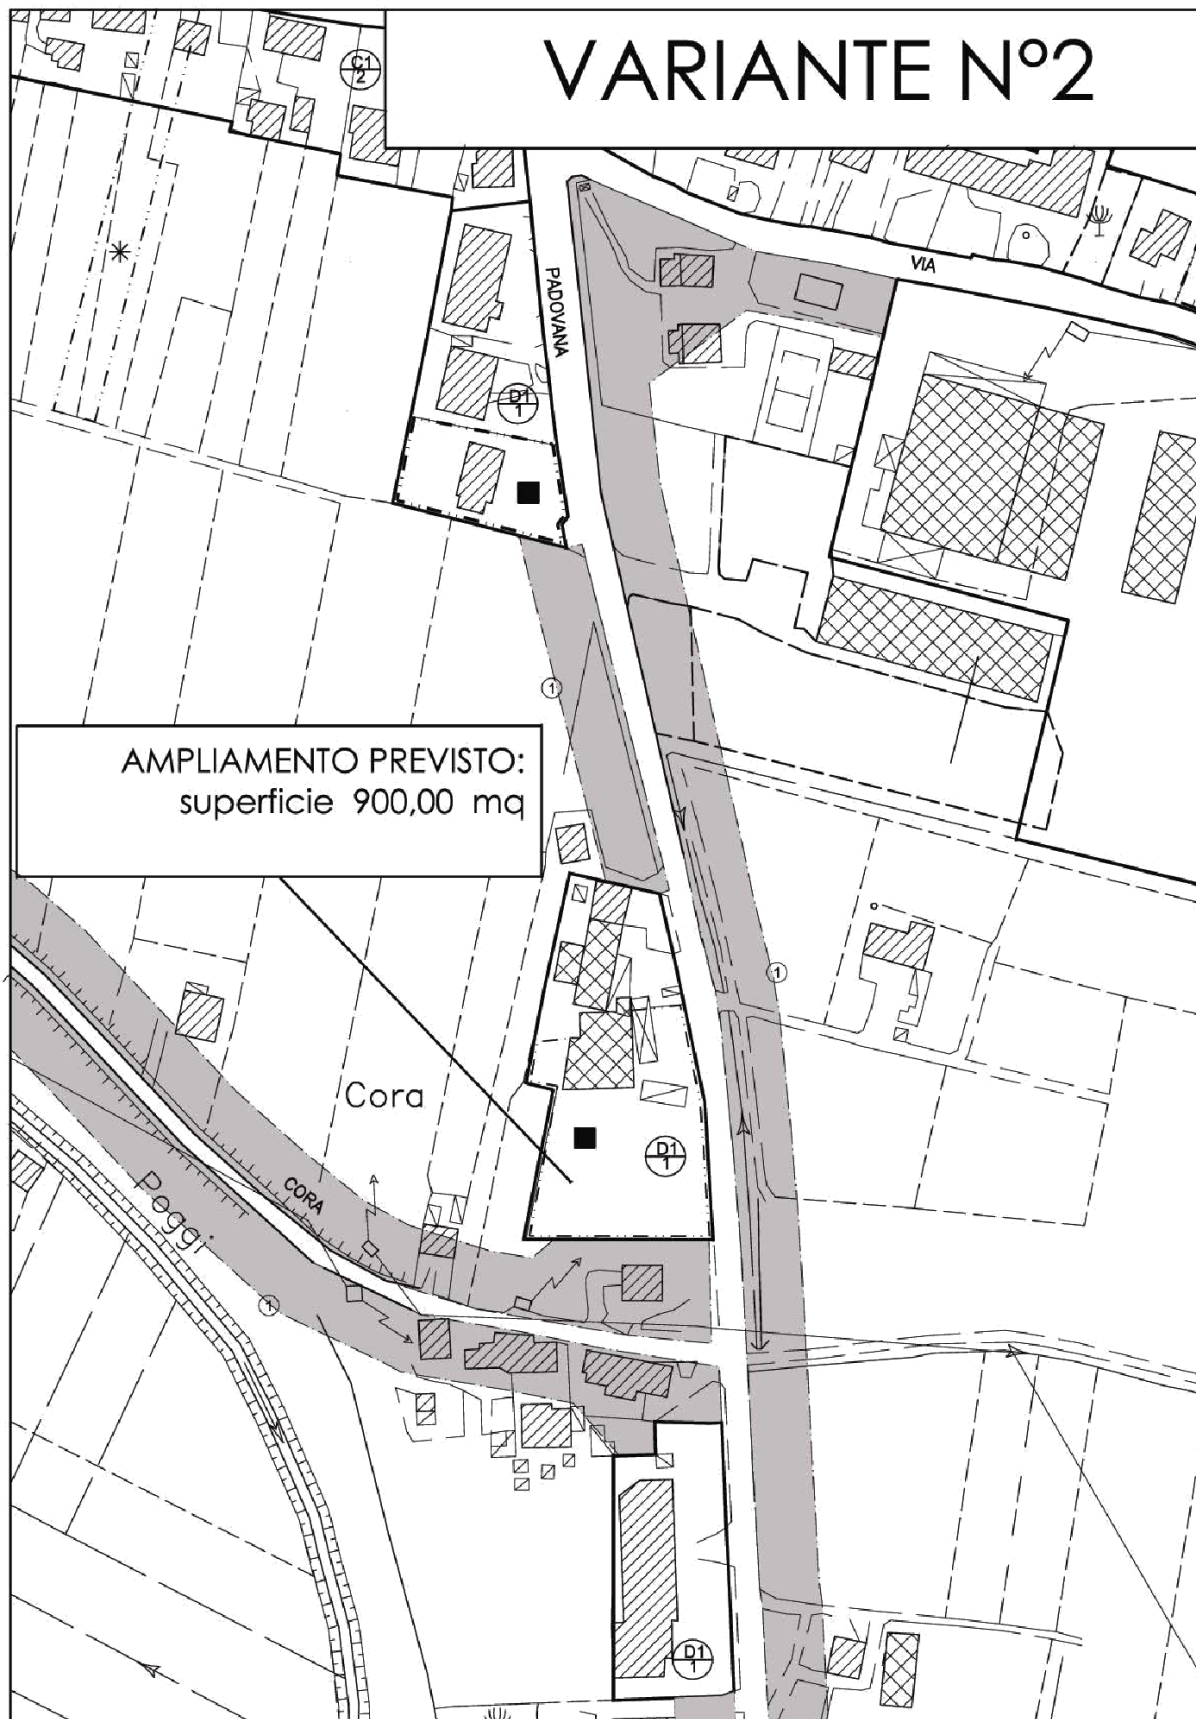 VARIANTE N°2
C1
2
VIA
PADOVANA
D1
1
1
AMPLIAMENTO PREVISTO:
superficie 900,00 mq
1
Cora
D1
1
Poggi
CORA
1
D1
1